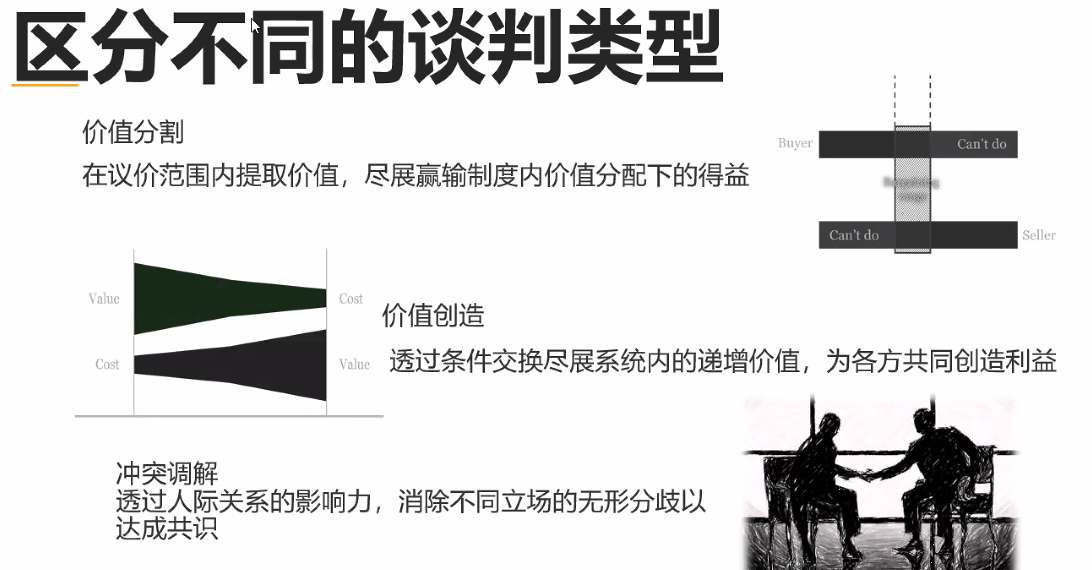 区分不同的谈判类型
价值分割
在议价范围内提取价值，尽展赢输制度内价值分配下的得益
Buyer
Can't do
Can't do
Seller
Value
Cost
Cost
Value
价值创造
透过条件交换尽展系统内的递增价值，为各方共同创造利益
冲突调解
透过人际关系的影响力，消除不同立场的无形分歧以
达成共识